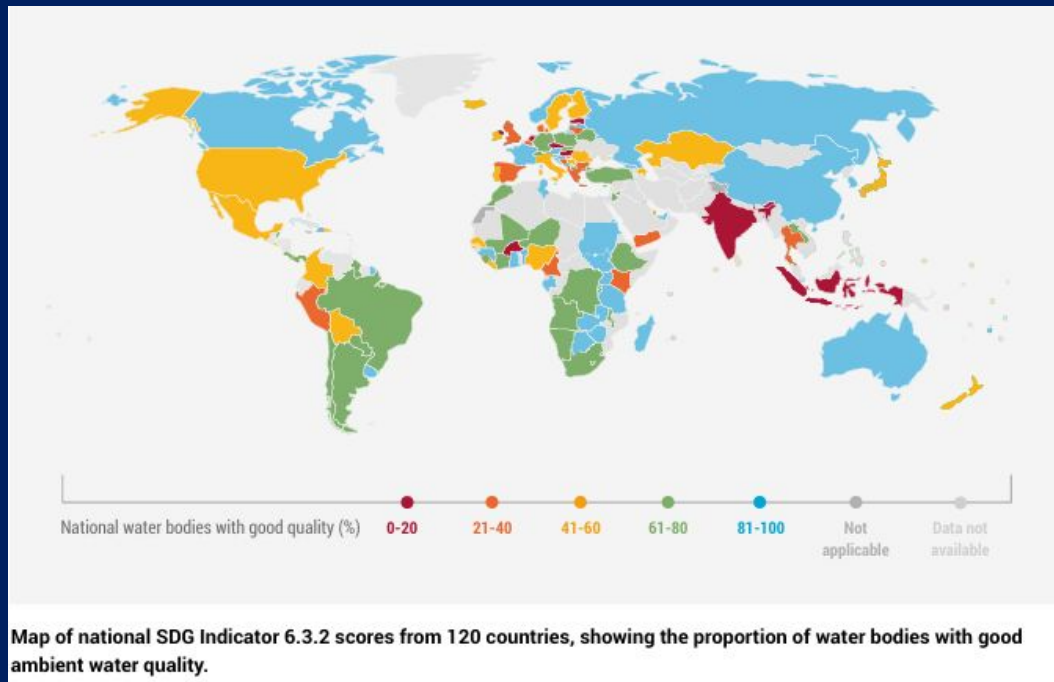 National water bodies with good quality (%) 0-20 21-40 41-60 61-80 81-100 Not applicable Data not available
Map of national SDG Indicator 6.3.2 scores from 120 countries, showing the proportion of water bodies with good
ambient water quality.